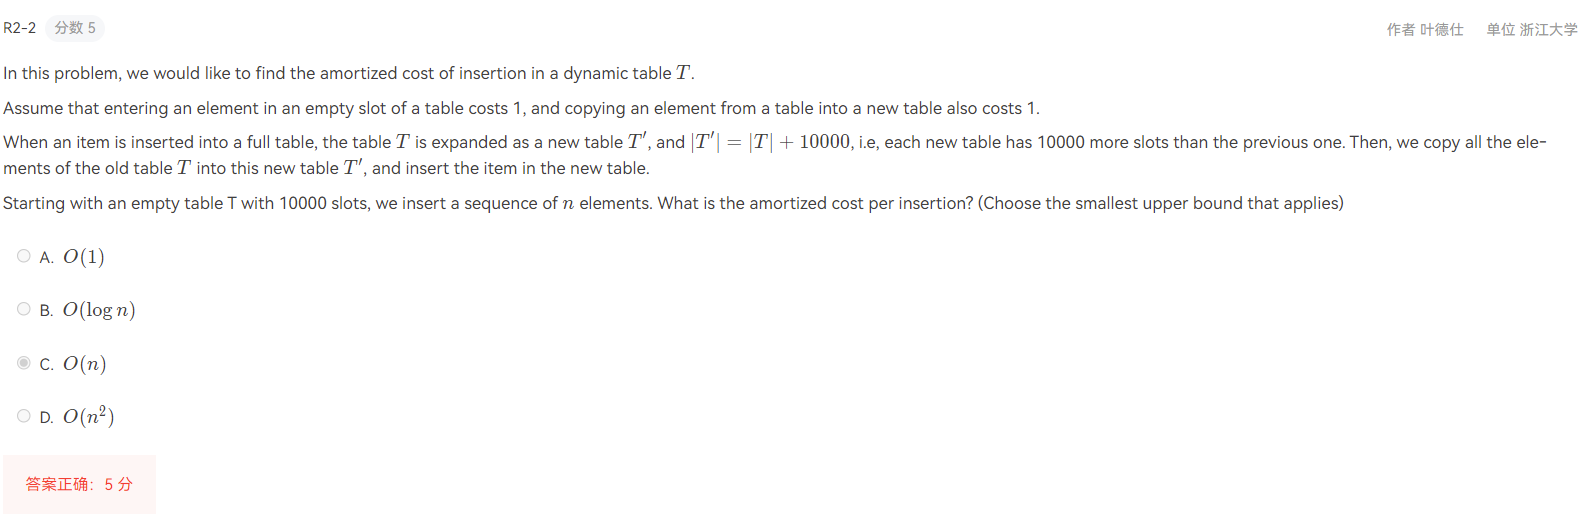 R2-2 分数 5 作者 叶德仕 单位 浙江大学
In this problem, we would like to find the amortized cost of insertion in a dynamic table T.
Assume that entering an element in an empty slot of a table costs 1, and copying an element from a table into a new table also costs 1.
When an item is inserted into a full table, the table T is expanded as a new table T′, and |T′| = |T| + 10000, i.e, each new table has 10000 more slots than the previous one. Then, we copy all the ele-
ments of the old table T into this new table T′, and insert the item in the new table.
Starting with an empty table T with 10000 slots, we insert a sequence of n elements. What is the amortized cost per insertion? (Choose the smallest upper bound that applies)
A. O(1)
B. O(log n)
C. O(n)
D. O(n²)
答案正确：5 分